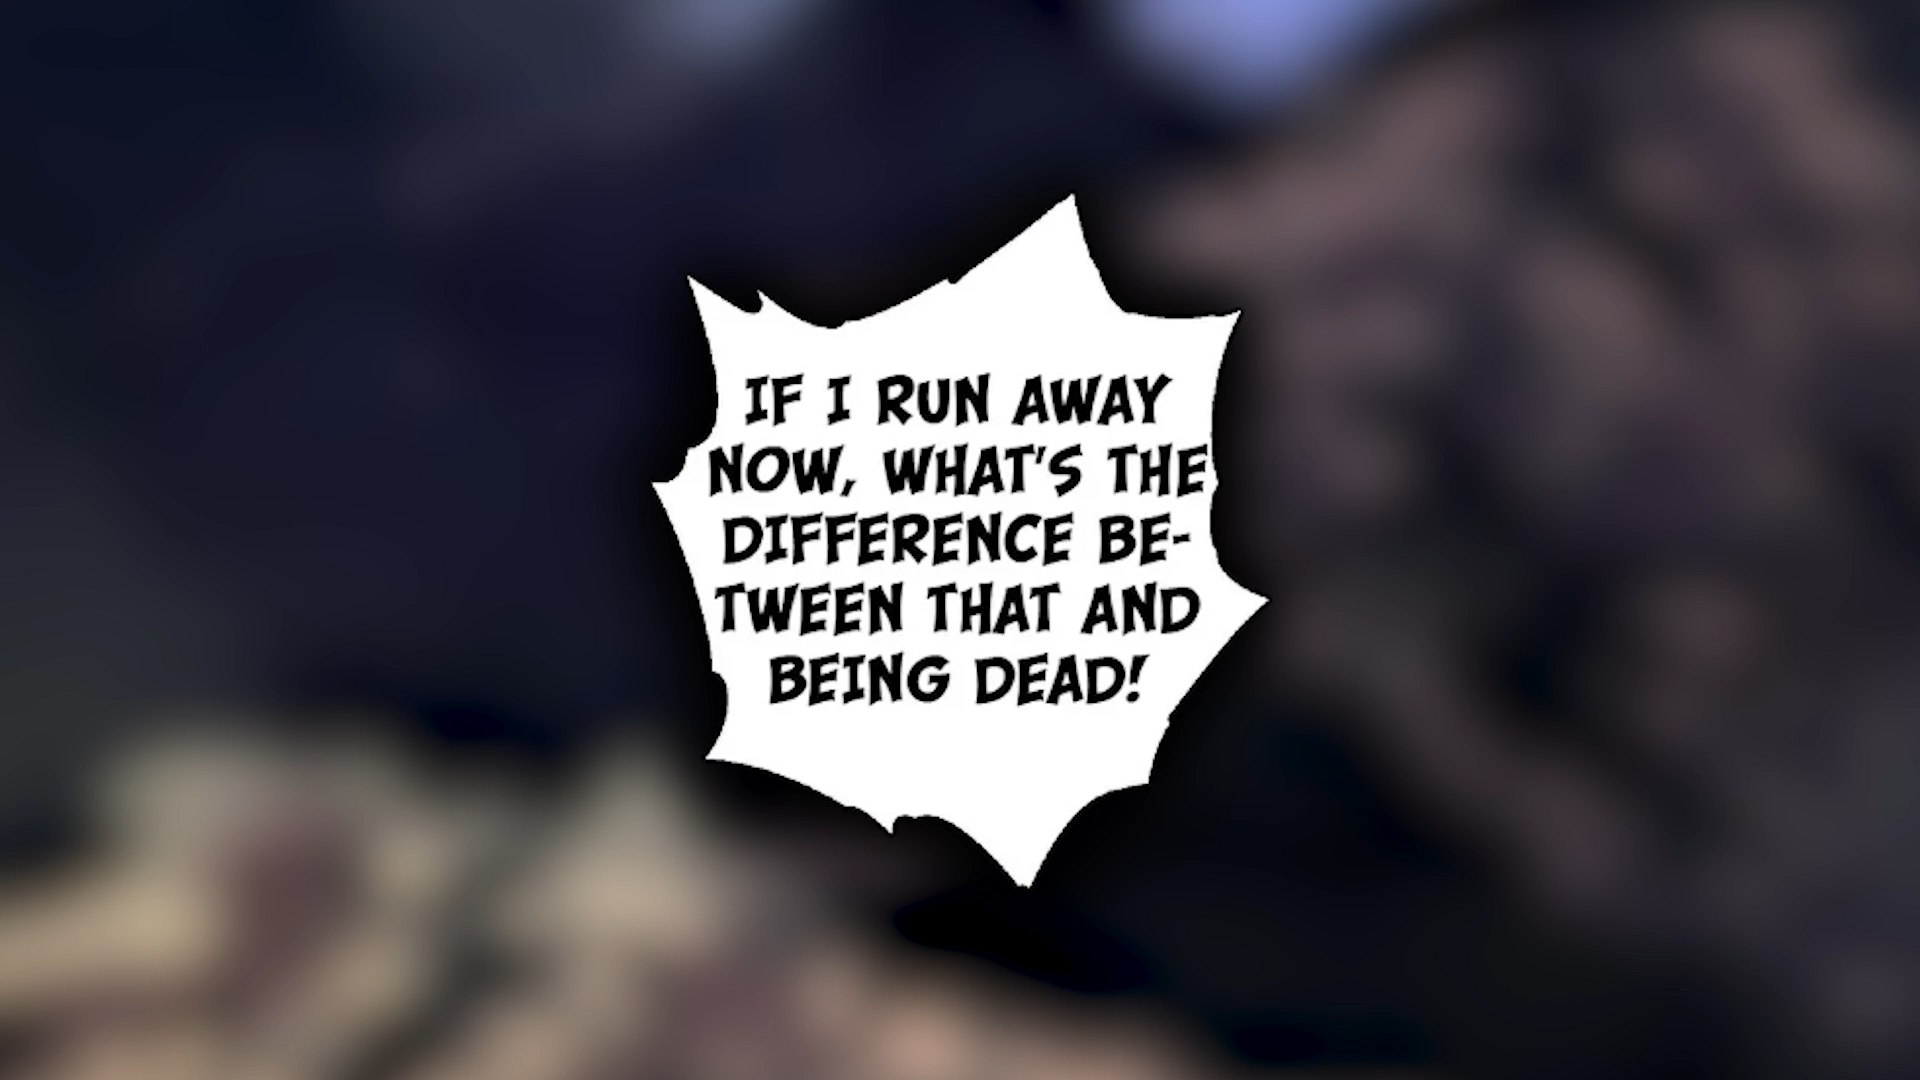 IF I RUN AWAY
NOW, WHAT'S THE
DIFFERENCE BE-
TWEEN THAT AND
BEING DEAD!